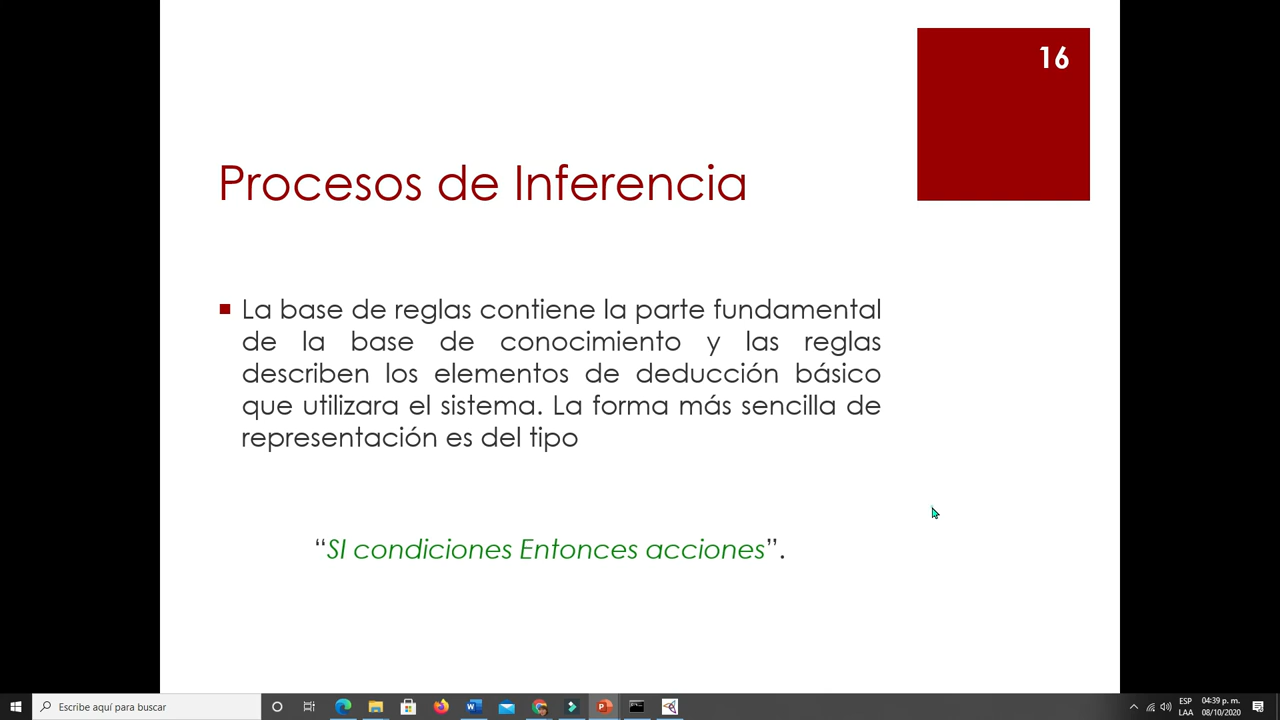 16
Procesos de Inferencia
La base de reglas contiene la parte fundamental
de la base de conocimiento y las reglas
describen los elementos de deducción básico
que utilizara el sistema. La forma más sencilla de
representación es del tipo
“SI condiciones Entonces acciones”.
Escribe aquí para buscar
ESP
LAA
04:39 p. m.
08/10/2020